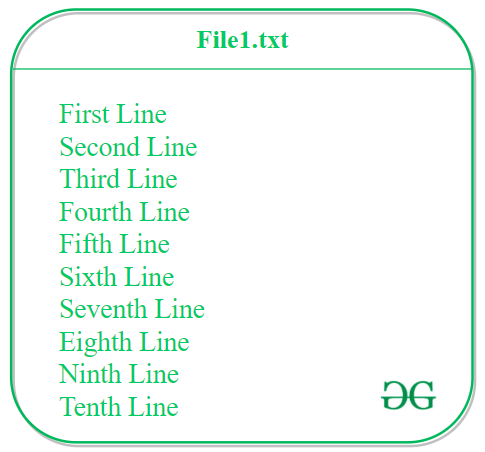 File1.txt
First Line
Second Line
Third Line
Fourth Line
Fifth Line
Sixth Line
Seventh Line
Eighth Line
Ninth Line
Tenth Line